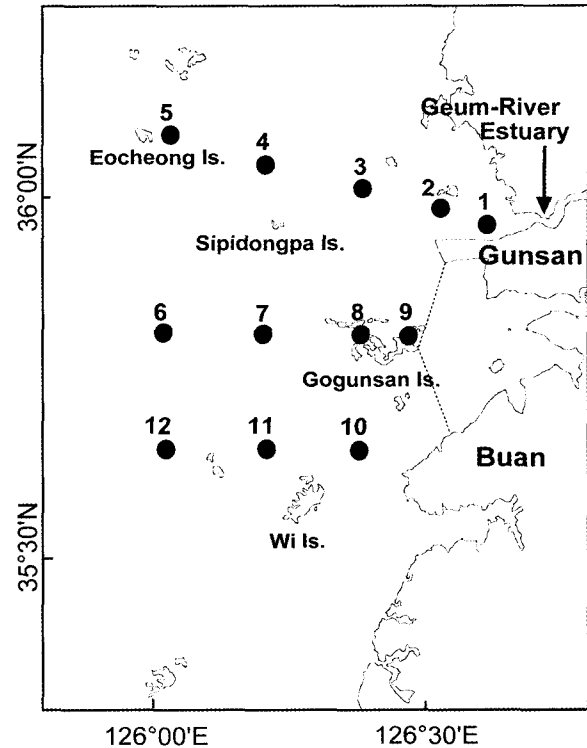 Geum-River
Estuary
5
Eocheong Is.
4
3
2
1
36°00'N
Sipidongpa Is.
Gunsan
6
7
8
9
Gogunsan Is.
12
11
10
Buan
Wi Is.
35°30'N
126°00'E
126°30'E